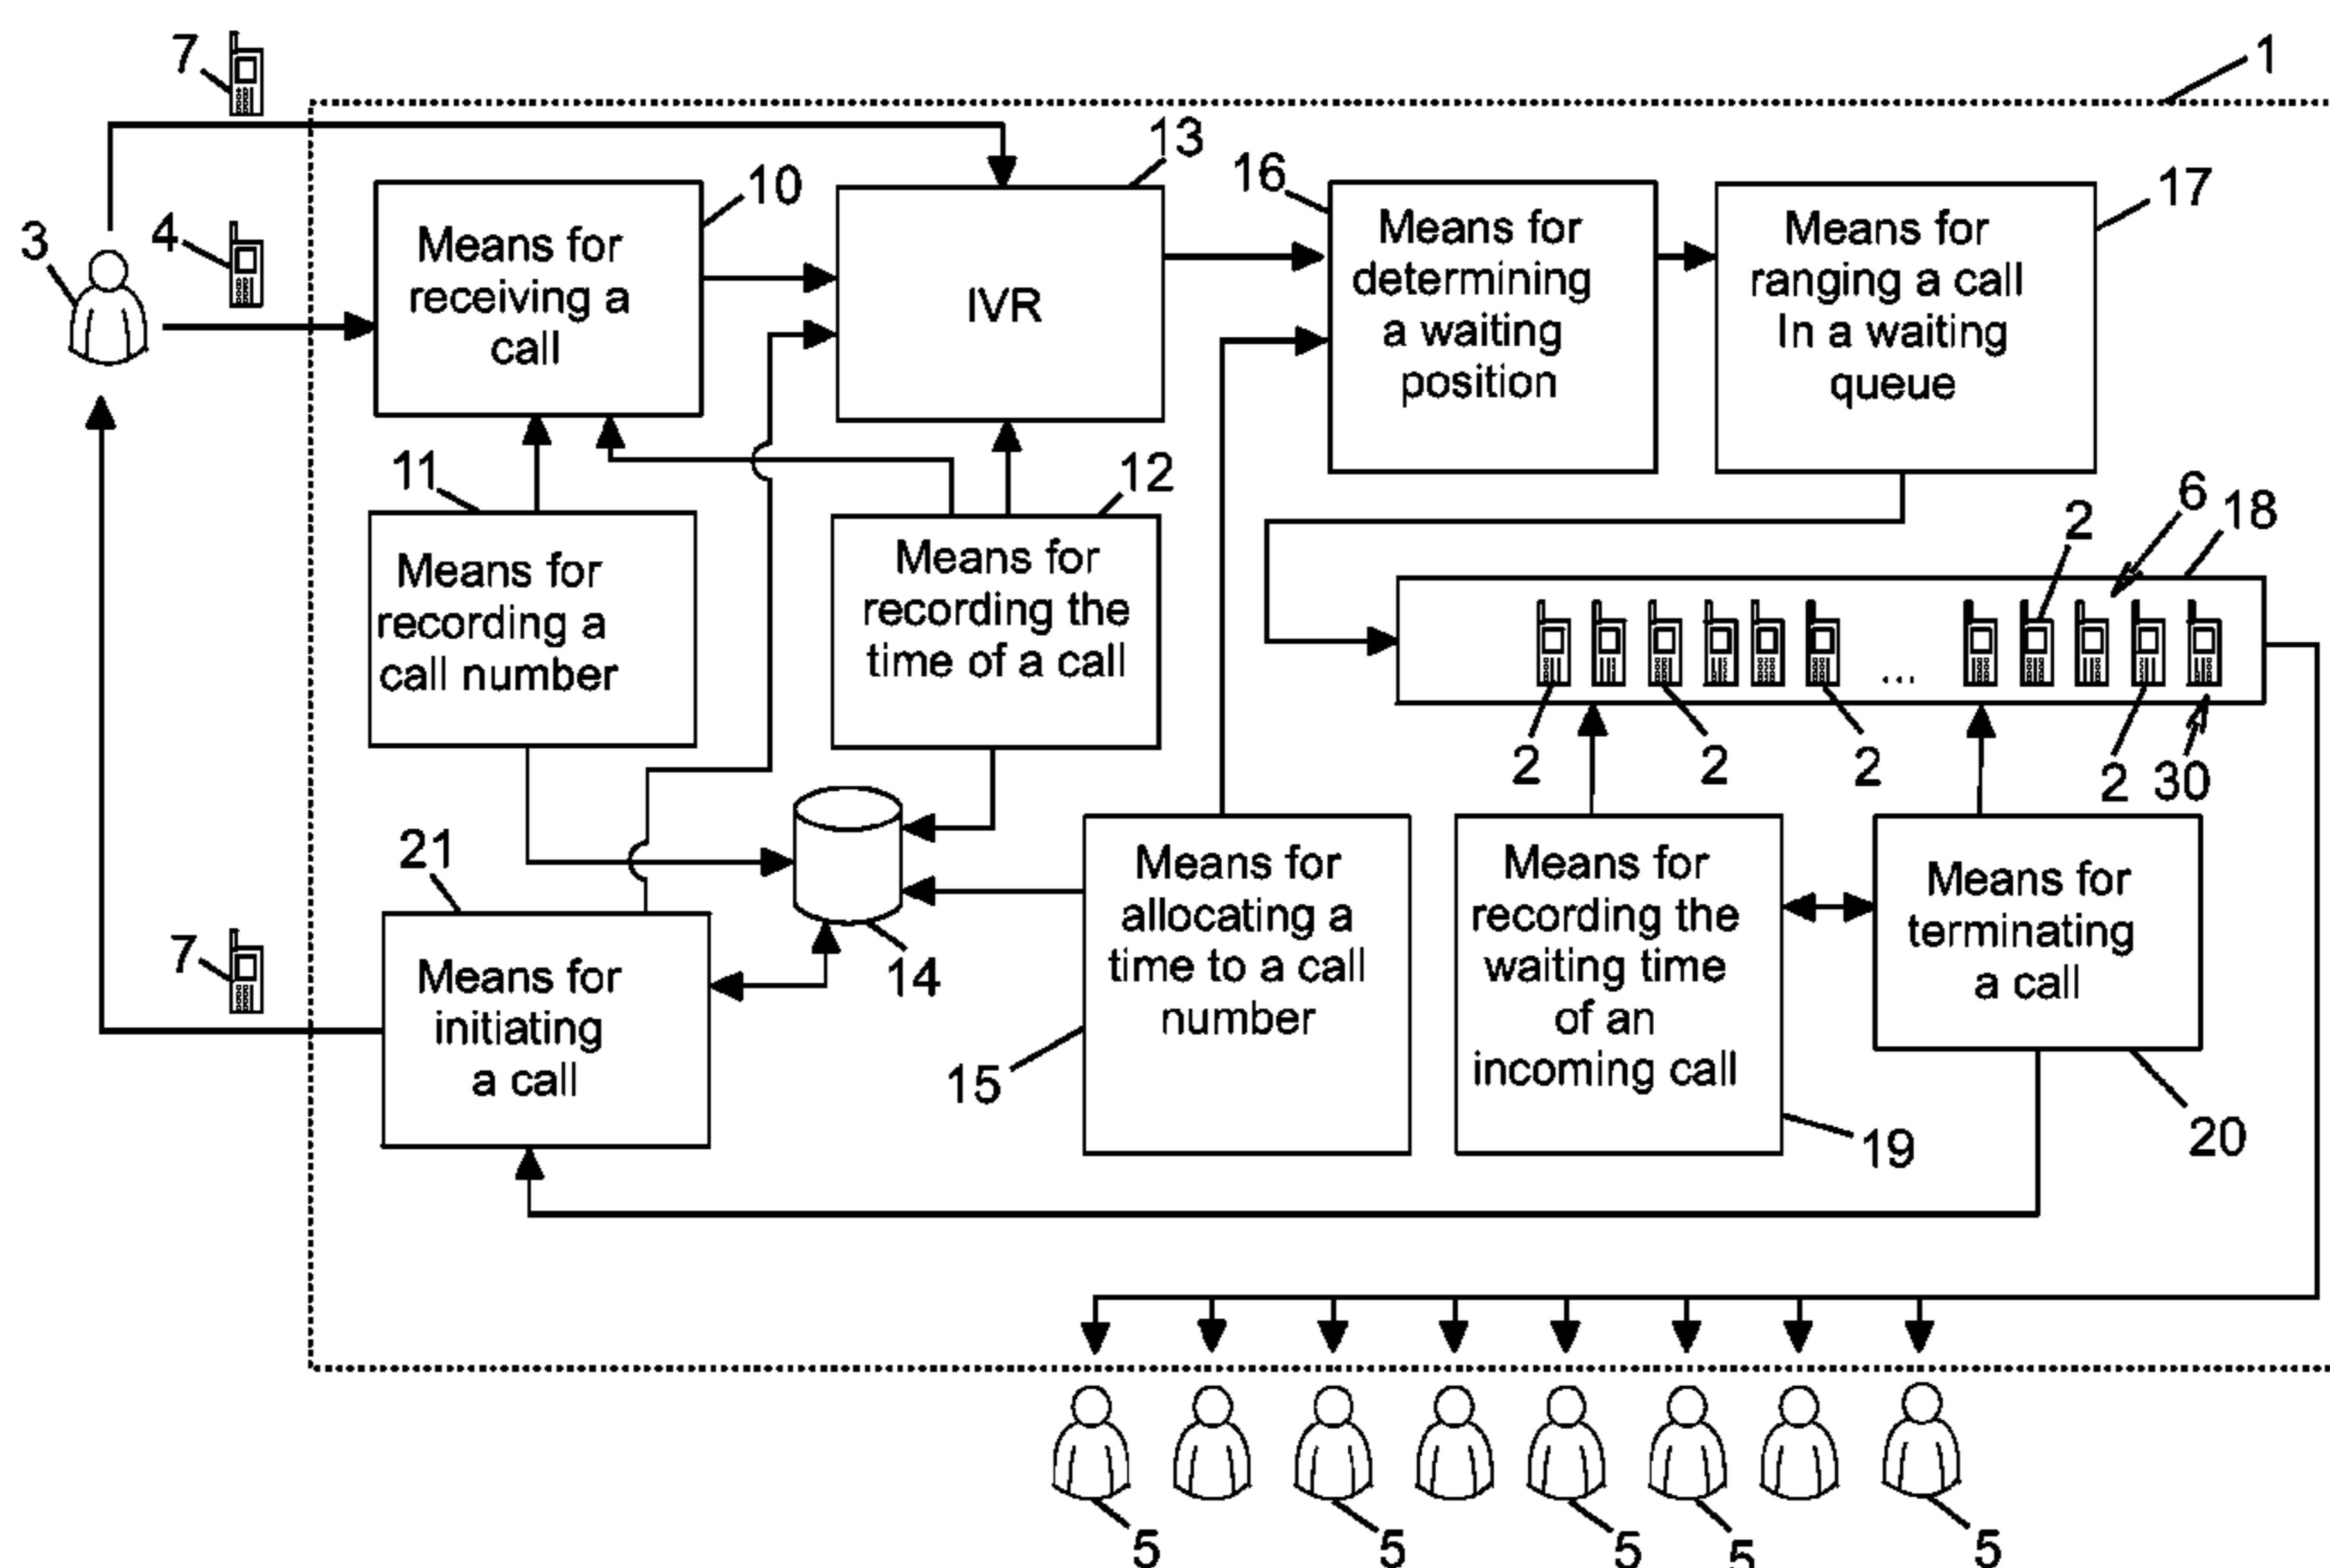 7
1
13
10
16
17
3
4
Means for
receiving a
call
IVR
Means for
determining
a waiting
position
Means for
ranging a call
In a waiting
queue
11
12
6
18
2
Means for
recording a
call number
Means for
recording the
time of a call
...
2
2
2
2
30
21
14
Means for
allocating a
time to a call
number
Means for
recording the
waiting time
of an
incoming call
Means for
terminating
a call
7
Means for
initiating
a call
15
19
20
5
5
5
5
5